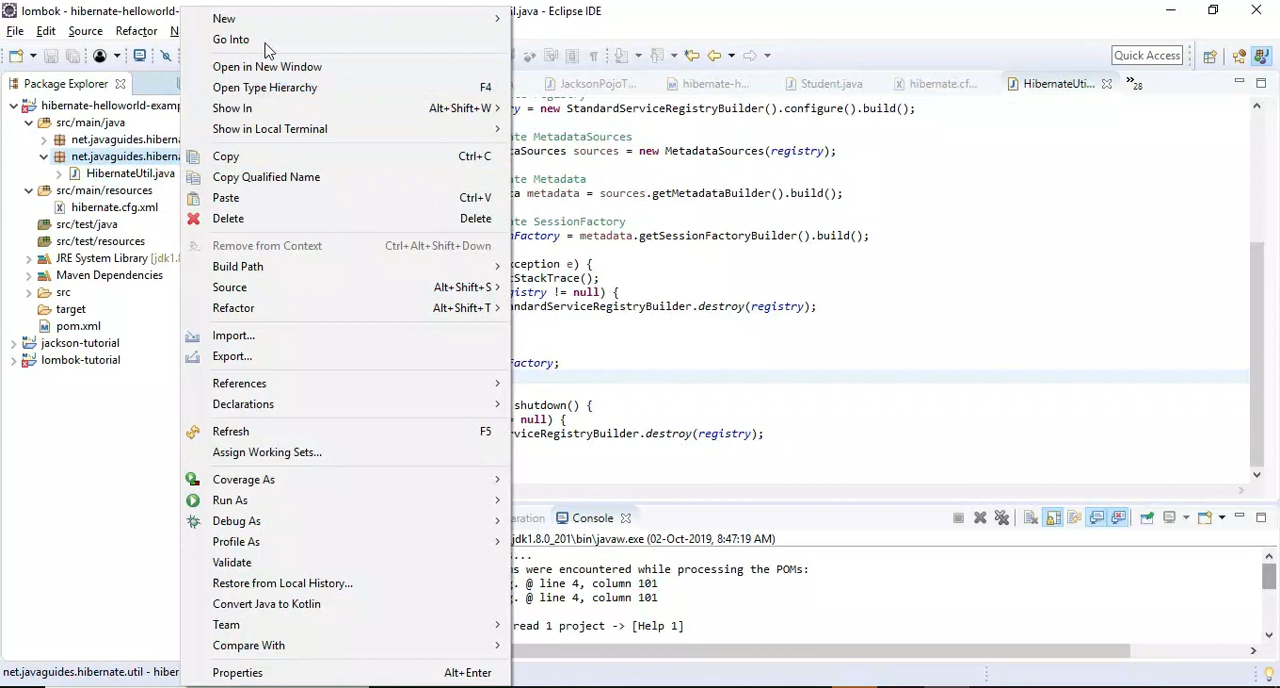 lombok - hibernate-helloworld- il.java - Eclipse IDE
File Edit Source Refactor N
Quick Access
Package Explorer
hibernate-helloworld-examp
src/main/java
net.javaguides.hiberna
net.javaguides.hiberna
HibernateUtil.java
src/main/resources
hibernate.cfg.xml
src/test/java
src/test/resources
JRE System Library [jdk1.8
Maven Dependencies
src
target
pom.xml
jackson-tutorial
lombok-tutorial
New
Go Into
Open in New Window
Open Type Hierarchy F4
Show In Alt+Shift+W
Show in Local Terminal
Copy Ctrl+C
Copy Qualified Name
Paste Ctrl+V
Delete Delete
Remove from Context Ctrl+Alt+Shift+Down
Build Path
Source Alt+Shift+S
Refactor Alt+Shift+T
Import...
Export...
References
Declarations
Refresh F5
Assign Working Sets...
Coverage As
Run As
Debug As
Profile As
Validate
Restore from Local History...
Convert Java to Kotlin
Team
Compare With
Properties Alt+Enter
JacksonPojoT... hibernate-h... Student.java hibernate.cf... HibernateUti... »28
y = new StandardServiceRegistryBuilder().configure().build();
te MetadataSources
aSources sources = new MetadataSources(registry);
te Metadata
a metadata = sources.getMetadataBuilder().build();
te SessionFactory
nFactory = metadata.getSessionFactoryBuilder().build();
xception e) {
tStackTrace();
gistry != null) {
ndardServiceRegistryBuilder.destroy(registry);
actory;
shutdown() {
= null) {
rviceRegistryBuilder.destroy(registry);
aration Console
jdk1.8.0_201\bin\javaw.exe (02-Oct-2019, 8:47:19 AM)
...
s were encountered while processing the POMs:
g. @ line 4, column 101
g. @ line 4, column 101
read 1 project -> [Help 1]
net.javaguides.hibernate.util - hiber